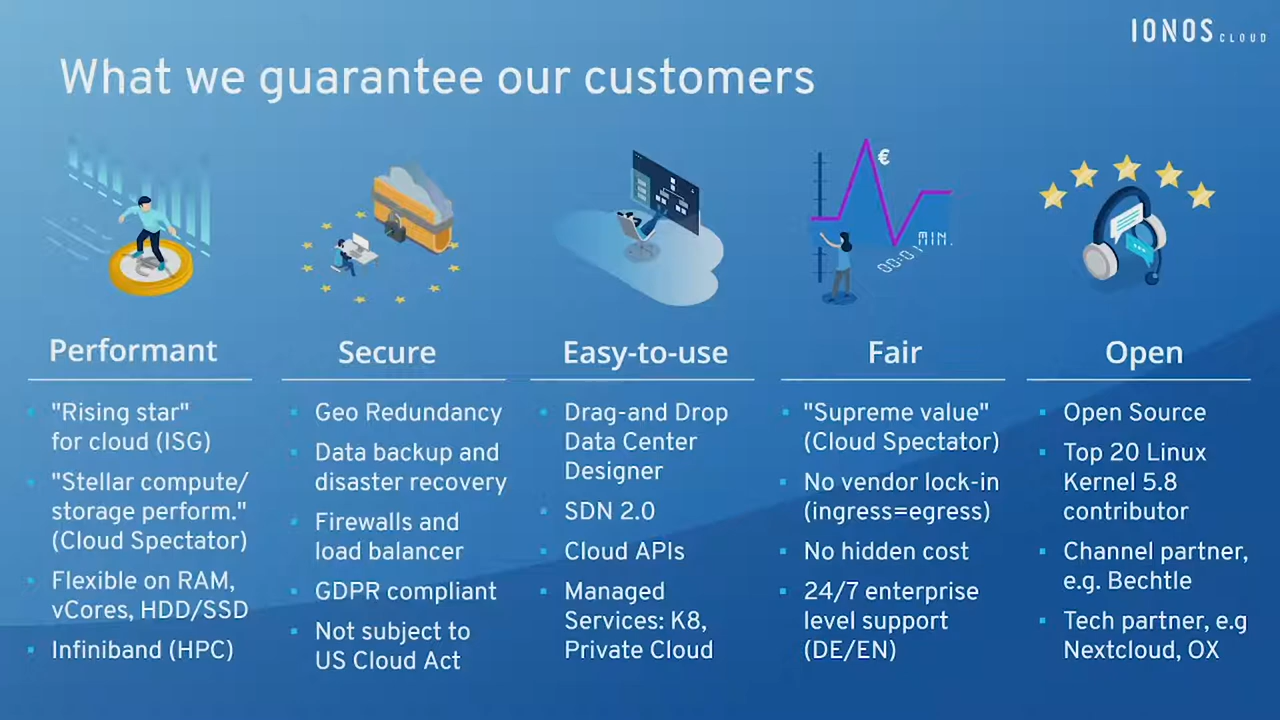 IONOS CLOUD
What we guarantee our customers
€
MIN.
00:01
Performant
"Rising star"
for cloud (ISG)
"Stellar compute/
storage perform."
(Cloud Spectator)
Flexible on RAM,
vCores, HDD/SSD
Infiniband (HPC)
Secure
Geo Redundancy
Data backup and
disaster recovery
Firewalls and
load balancer
GDPR compliant
Not subject to
US Cloud Act
Easy-to-use
Drag-and Drop
Data Center
Designer
SDN 2.0
Cloud APIs
Managed
Services: K8,
Private Cloud
Fair
"Supreme value"
(Cloud Spectator)
No vendor lock-in
(ingress=egress)
No hidden cost
24/7 enterprise
level support
(DE/EN)
Open
Open Source
Top 20 Linux
Kernel 5.8
contributor
Channel partner,
e.g. Bechtle
Tech partner, e.g
Nextcloud, OX